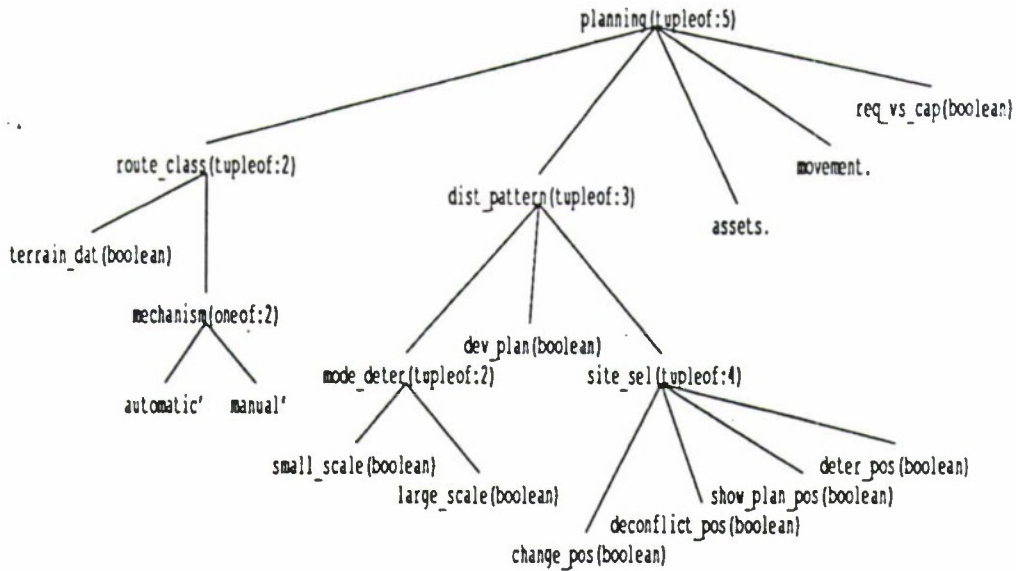 planning(tupleof:5)
req_vs_cap(boolean)
route_class(tupleof:2)
movement.
dist_pattern(tupleof:3)
assets.
terrain_dat(boolean)
mechanism(oneof:2)
dev_plan(boolean)
mode_deter(tupleof:2)
site_sel(tupleof:4)
automatic'
manual'
small_scale(boolean)
deter_pos(boolean)
large_scale(boolean)
show_plan_pos(boolean)
deconflict_pos(boolean)
change_pos(boolean)